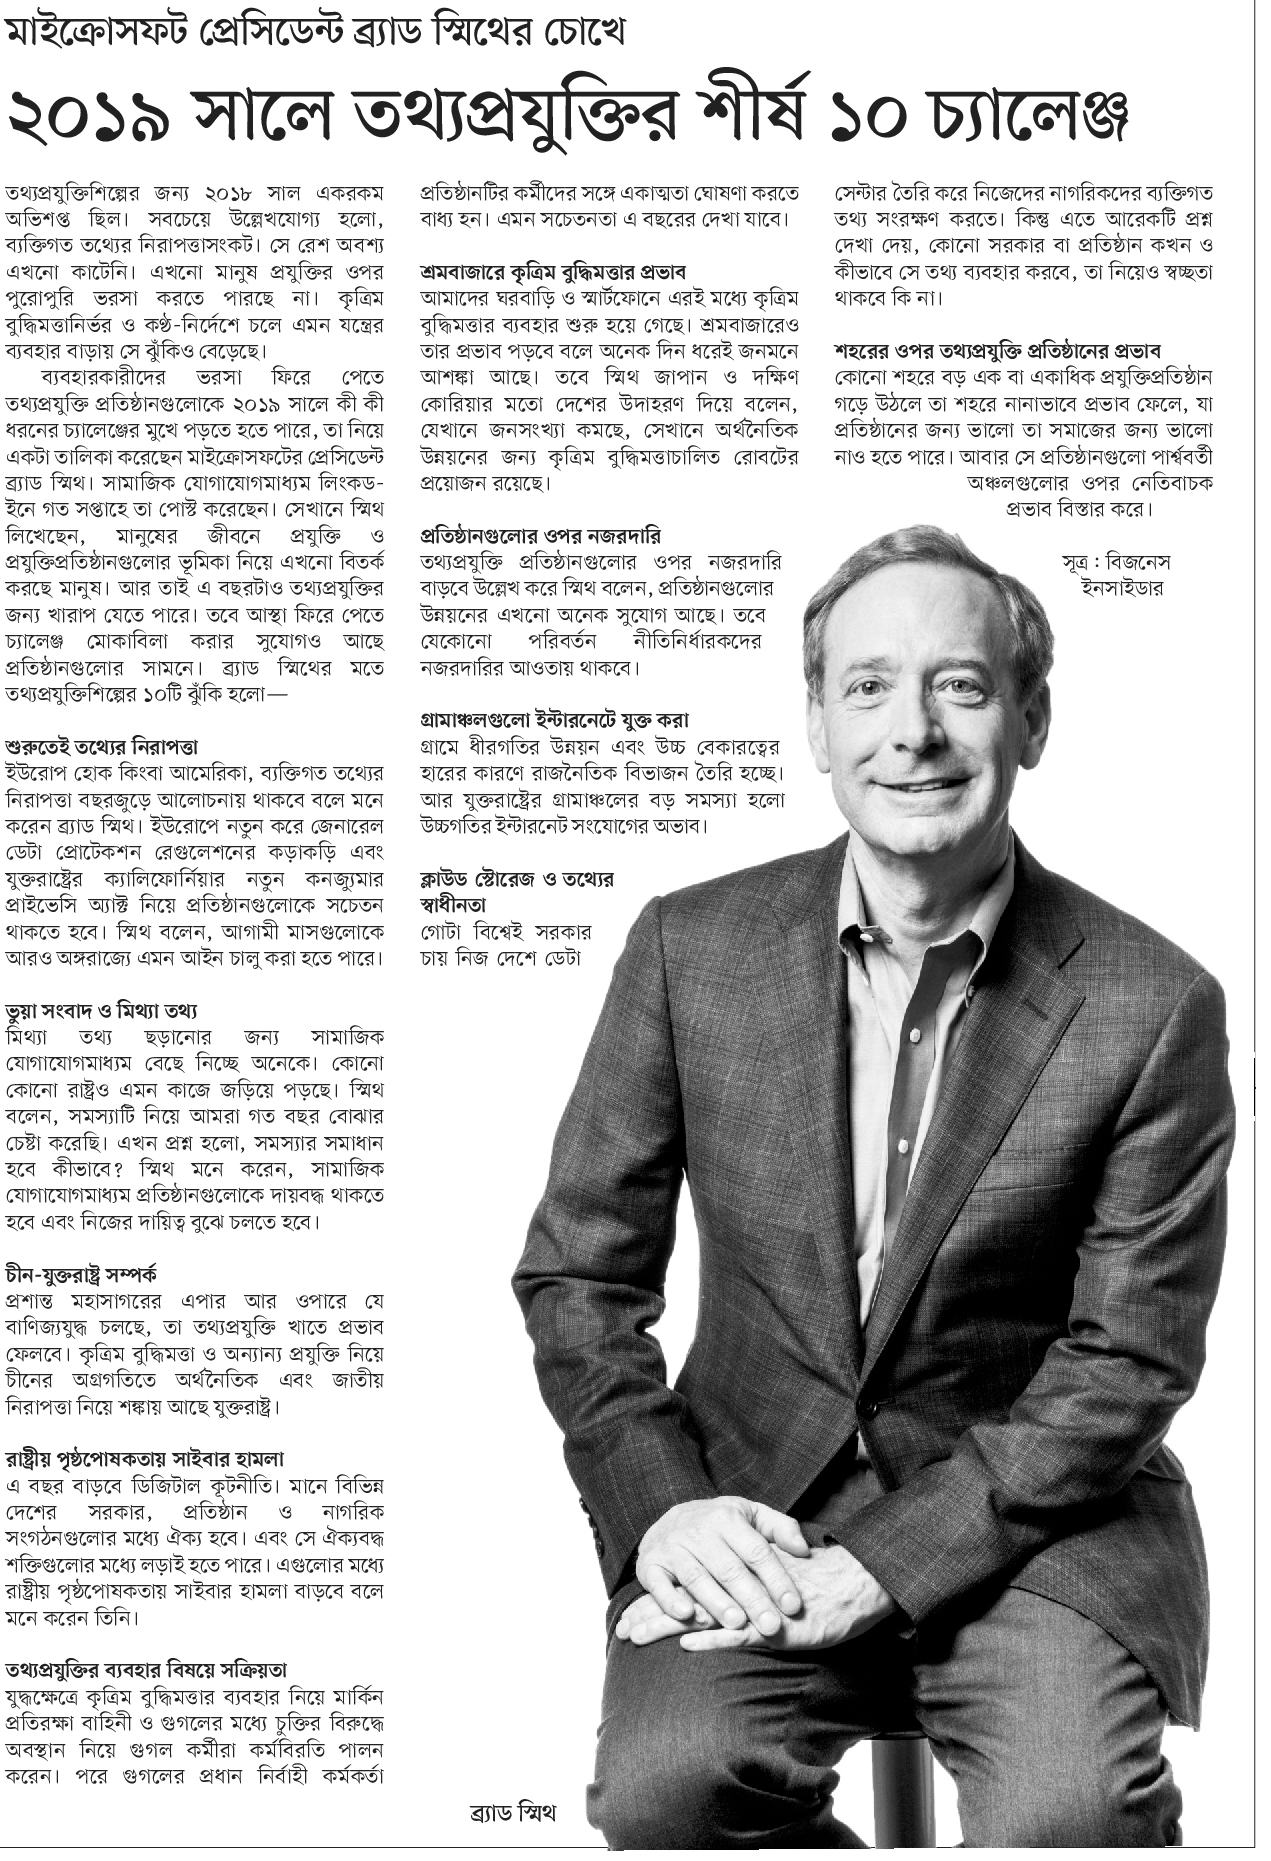 মাইক্রোসফট প্রেসিডেন্ট ব্র্যাড স্মিথের চোখে
২০১৯ সালে তথ্যপ্রযুক্তির শীর্ষ ১০ চ্যালেঞ্জ
তথ্যপ্রযুক্তিশিল্পের জন্য ২০১৮ সাল একরকম
অভিশপ্ত ছিল। সবচেয়ে উল্লেখযোগ্য হলো,
ব্যক্তিগত তথ্যের নিরাপত্তাসংকট। সে রেশ অবশ্য
এখনো কাটেনি। এখনো মানুষ প্রযুক্তির ওপর
পুরোপুরি ভরসা করতে পারছে না। কৃত্রিম
বুদ্ধিমত্তানির্ভর ও কণ্ঠ-নির্দেশে চলে এমন যন্ত্রের
ব্যবহার বাড়ায় সে ঝুঁকিও বেড়েছে।
ব্যবহারকারীদের ভরসা ফিরে পেতে
তথ্যপ্রযুক্তি প্রতিষ্ঠানগুলোকে ২০১৯ সালে কী কী
ধরনের চ্যালেঞ্জের মুখে পড়তে হতে পারে, তা নিয়ে
একটা তালিকা করেছেন মাইক্রোসফটের প্রেসিডেন্ট
ব্র্যাড স্মিথ। সামাজিক যোগাযোগমাধ্যম লিংকড-
ইনে গত সপ্তাহে তা পোস্ট করেছেন। সেখানে স্মিথ
লিখেছেন, মানুষের জীবনে প্রযুক্তি ও
প্রযুক্তিপ্রতিষ্ঠানগুলোর ভূমিকা নিয়ে এখনো বিতর্ক
করছে মানুষ। আর তাই এ বছরটাও তথ্যপ্রযুক্তির
জন্য খারাপ যেতে পারে। তবে আস্থা ফিরে পেতে
চ্যালেঞ্জ মোকাবিলা করার সুযোগও আছে
প্রতিষ্ঠানগুলোর সামনে। ব্র্যাড স্মিথের মতে
তথ্যপ্রযুক্তিশিল্পের ১০টি ঝুঁকি হলো—
শুরুতেই তথ্যের নিরাপত্তা
ইউরোপ হোক কিংবা আমেরিকা, ব্যক্তিগত তথ্যের
নিরাপত্তা বছরজুড়ে আলোচনায় থাকবে বলে মনে
করেন ব্র্যাড স্মিথ। ইউরোপে নতুন করে জেনারেল
ডেটা প্রোটেকশন রেগুলেশনের কড়াকড়ি এবং
যুক্তরাষ্ট্রের ক্যালিফোর্নিয়ার নতুন কনজ্যুমার
প্রাইভেসি অ্যাক্ট নিয়ে প্রতিষ্ঠানগুলোকে সচেতন
থাকতে হবে। স্মিথ বলেন, আগামী মাসগুলোকে
আরও অঙ্গরাজ্যে এমন আইন চালু করা হতে পারে।
ভুয়া সংবাদ ও মিথ্যা তথ্য
মিথ্যা তথ্য ছড়ানোর জন্য সামাজিক
যোগাযোগমাধ্যম বেছে নিচ্ছে অনেকে। কোনো
কোনো রাষ্ট্রও এমন কাজে জড়িয়ে পড়ছে। স্মিথ
বলেন, সমস্যাটি নিয়ে আমরা গত বছর বোঝার
চেষ্টা করেছি। এখন প্রশ্ন হলো, সমস্যার সমাধান
হবে কীভাবে? স্মিথ মনে করেন, সামাজিক
যোগাযোগমাধ্যম প্রতিষ্ঠানগুলোকে দায়বদ্ধ থাকতে
হবে এবং নিজের দায়িত্ব বুঝে চলতে হবে।
চীন-যুক্তরাষ্ট্র সম্পর্ক
প্রশান্ত মহাসাগরের এপার আর ওপারে যে
বাণিজ্যযুদ্ধ চলছে, তা তথ্যপ্রযুক্তি খাতে প্রভাব
ফেলবে। কৃত্রিম বুদ্ধিমত্তা ও অন্যান্য প্রযুক্তি নিয়ে
চীনের অগ্রগতিতে অর্থনৈতিক এবং জাতীয়
নিরাপত্তা নিয়ে শঙ্কায় আছে যুক্তরাষ্ট্র।
রাষ্ট্রীয় পৃষ্ঠপোষকতায় সাইবার হামলা
এ বছর বাড়বে ডিজিটাল কূটনীতি। মানে বিভিন্ন
দেশের সরকার, প্রতিষ্ঠান ও নাগরিক
সংগঠনগুলোর মধ্যে ঐক্য হবে। এবং সে ঐক্যবদ্ধ
শক্তিগুলোর মধ্যে লড়াই হতে পারে। এগুলোর মধ্যে
রাষ্ট্রীয় পৃষ্ঠপোষকতায় সাইবার হামলা বাড়বে বলে
মনে করেন তিনি।
তথ্যপ্রযুক্তির ব্যবহার বিষয়ে সক্রিয়তা
যুদ্ধক্ষেত্রে কৃত্রিম বুদ্ধিমত্তার ব্যবহার নিয়ে মার্কিন
প্রতিরক্ষা বাহিনী ও গুগলের মধ্যে চুক্তির বিরুদ্ধে
অবস্থান নিয়ে গুগল কর্মীরা কর্মবিরতি পালন
করেন। পরে গুগলের প্রধান নির্বাহী কর্মকর্তা
প্রতিষ্ঠানটির কর্মীদের সঙ্গে একাত্মতা ঘোষণা করতে
বাধ্য হন। এমন সচেতনতা এ বছরের দেখা যাবে।
শ্রমবাজারে কৃত্রিম বুদ্ধিমত্তার প্রভাব
আমাদের ঘরবাড়ি ও স্মার্টফোনে এরই মধ্যে কৃত্রিম
বুদ্ধিমত্তার ব্যবহার শুরু হয়ে গেছে। শ্রমবাজারেও
তার প্রভাব পড়বে বলে অনেক দিন ধরেই জনমনে
আশঙ্কা আছে। তবে স্মিথ জাপান ও দক্ষিণ
কোরিয়ার মতো দেশের উদাহরণ দিয়ে বলেন,
যেখানে জনসংখ্যা কমছে, সেখানে অর্থনৈতিক
উন্নয়নের জন্য কৃত্রিম বুদ্ধিমত্তাচালিত রোবটের
প্রয়োজন রয়েছে।
প্রতিষ্ঠানগুলোর ওপর নজরদারি
তথ্যপ্রযুক্তি প্রতিষ্ঠানগুলোর ওপর নজরদারি
বাড়বে উল্লেখ করে স্মিথ বলেন, প্রতিষ্ঠানগুলোর
উন্নয়নের এখনো অনেক সুযোগ আছে। তবে
যেকোনো পরিবর্তন নীতিনির্ধারকদের
নজরদারির আওতায় থাকবে।
গ্রামাঞ্চলগুলো ইন্টারনেটে যুক্ত করা
গ্রামে ধীরগতির উন্নয়ন এবং উচ্চ বেকারত্বের
হারের কারণে রাজনৈতিক বিভাজন তৈরি হচ্ছে।
আর যুক্তরাষ্ট্রের গ্রামাঞ্চলের বড় সমস্যা হলো
উচ্চগতির ইন্টারনেট সংযোগের অভাব।
ক্লাউড স্টোরেজ ও তথ্যের
স্বাধীনতা
গোটা বিশ্বেই সরকার
চায় নিজ দেশে ডেটা
সেন্টার তৈরি করে নিজেদের নাগরিকদের ব্যক্তিগত
তথ্য সংরক্ষণ করতে। কিন্তু এতে আরেকটি প্রশ্ন
দেখা দেয়, কোনো সরকার বা প্রতিষ্ঠান কখন ও
কীভাবে সে তথ্য ব্যবহার করবে, তা নিয়েও স্বচ্ছতা
থাকবে কি না।
শহরের ওপর তথ্যপ্রযুক্তি প্রতিষ্ঠানের প্রভাব
কোনো শহরে বড় এক বা একাধিক প্রযুক্তিপ্রতিষ্ঠান
গড়ে উঠলে তা শহরে নানাভাবে প্রভাব ফেলে, যা
প্রতিষ্ঠানের জন্য ভালো তা সমাজের জন্য ভালো
নাও হতে পারে। আবার সে প্রতিষ্ঠানগুলো পার্শ্ববর্তী
অঞ্চলগুলোর ওপর নেতিবাচক
প্রভাব বিস্তার করে।
সূত্র : বিজনেস
ইনসাইডার
ব্র্যাড স্মিথ